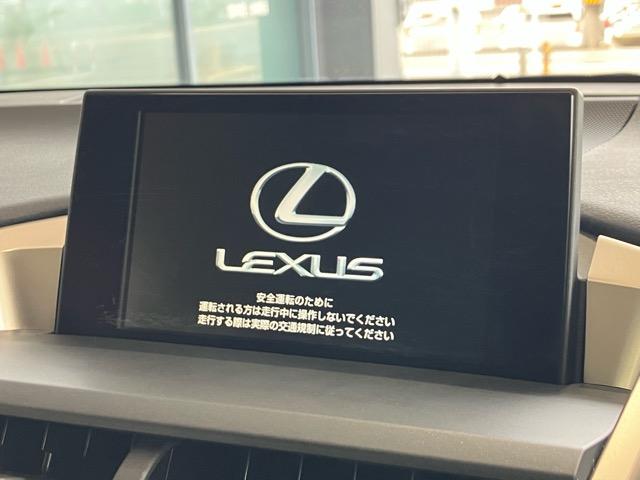 LEXUS
安全運転のために
運転される方は走行中に操作しないでください
走行する際は実際の交通規制に従ってください